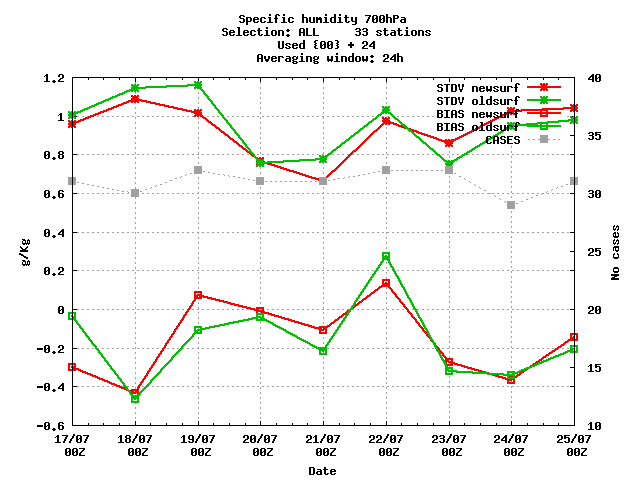 Specific humidity 700hPa
Selection: ALL     33 stations
Used {00} + 24
Averaging window: 24h
1.2
1
0.8
0.6
0.4
0.2
0
-0.2
-0.4
-0.6
g/Kg
40
35
30
25
20
15
10
No cases
STDV newsurf
STDV oldsurf
BIAS newsurf
BIAS oldsurf
CASES
17/07 18/07 19/07 20/07 21/07 22/07 23/07 24/07 25/07
00Z 00Z 00Z 00Z 00Z 00Z 00Z 00Z 00Z
Date